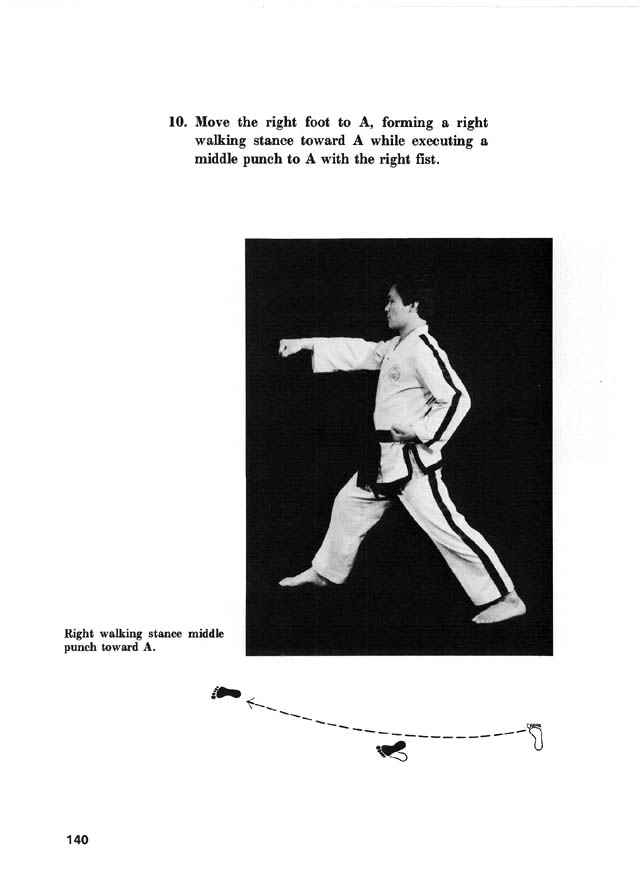 10. Move the right foot to A, forming a right
walking stance toward A while executing a
middle punch to A with the right fist.
Right walking stance middle
punch toward A.
140